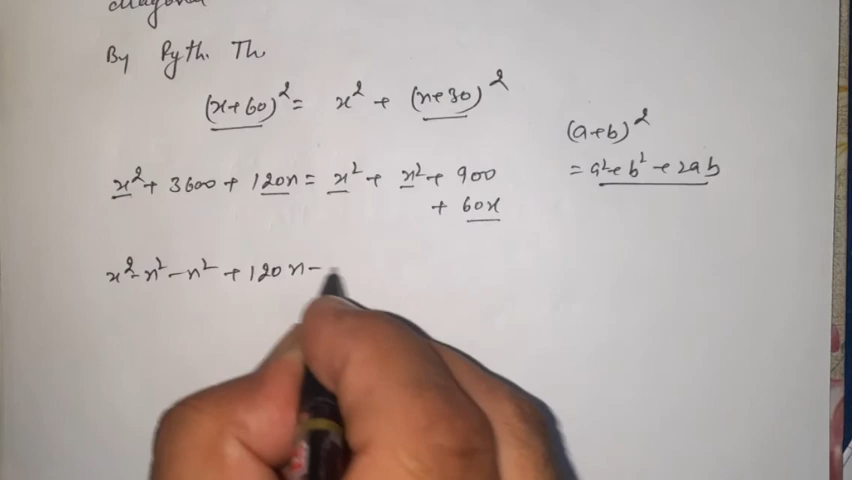 diagonal
By Pyth. Th
(x+60)² = x² + (x+30)²
(a+b)²
= a²+b²+2ab
x² + 3600 + 120x = x² + x² + 900
+ 60x
x² - x² - x² + 120x -